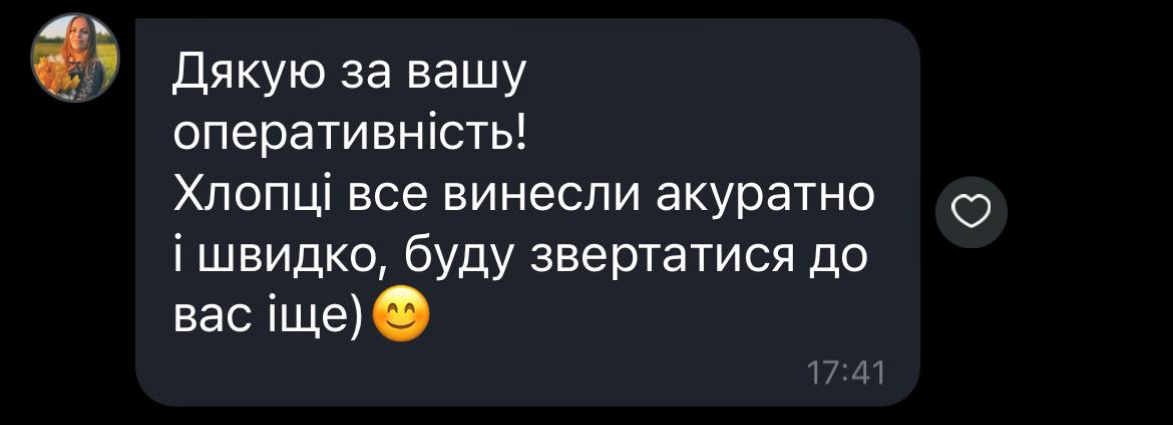 Дякую за вашу
оперативність!
Хлопці все винесли акуратно
і швидко, буду звертатися до
вас іще)😊
17:41